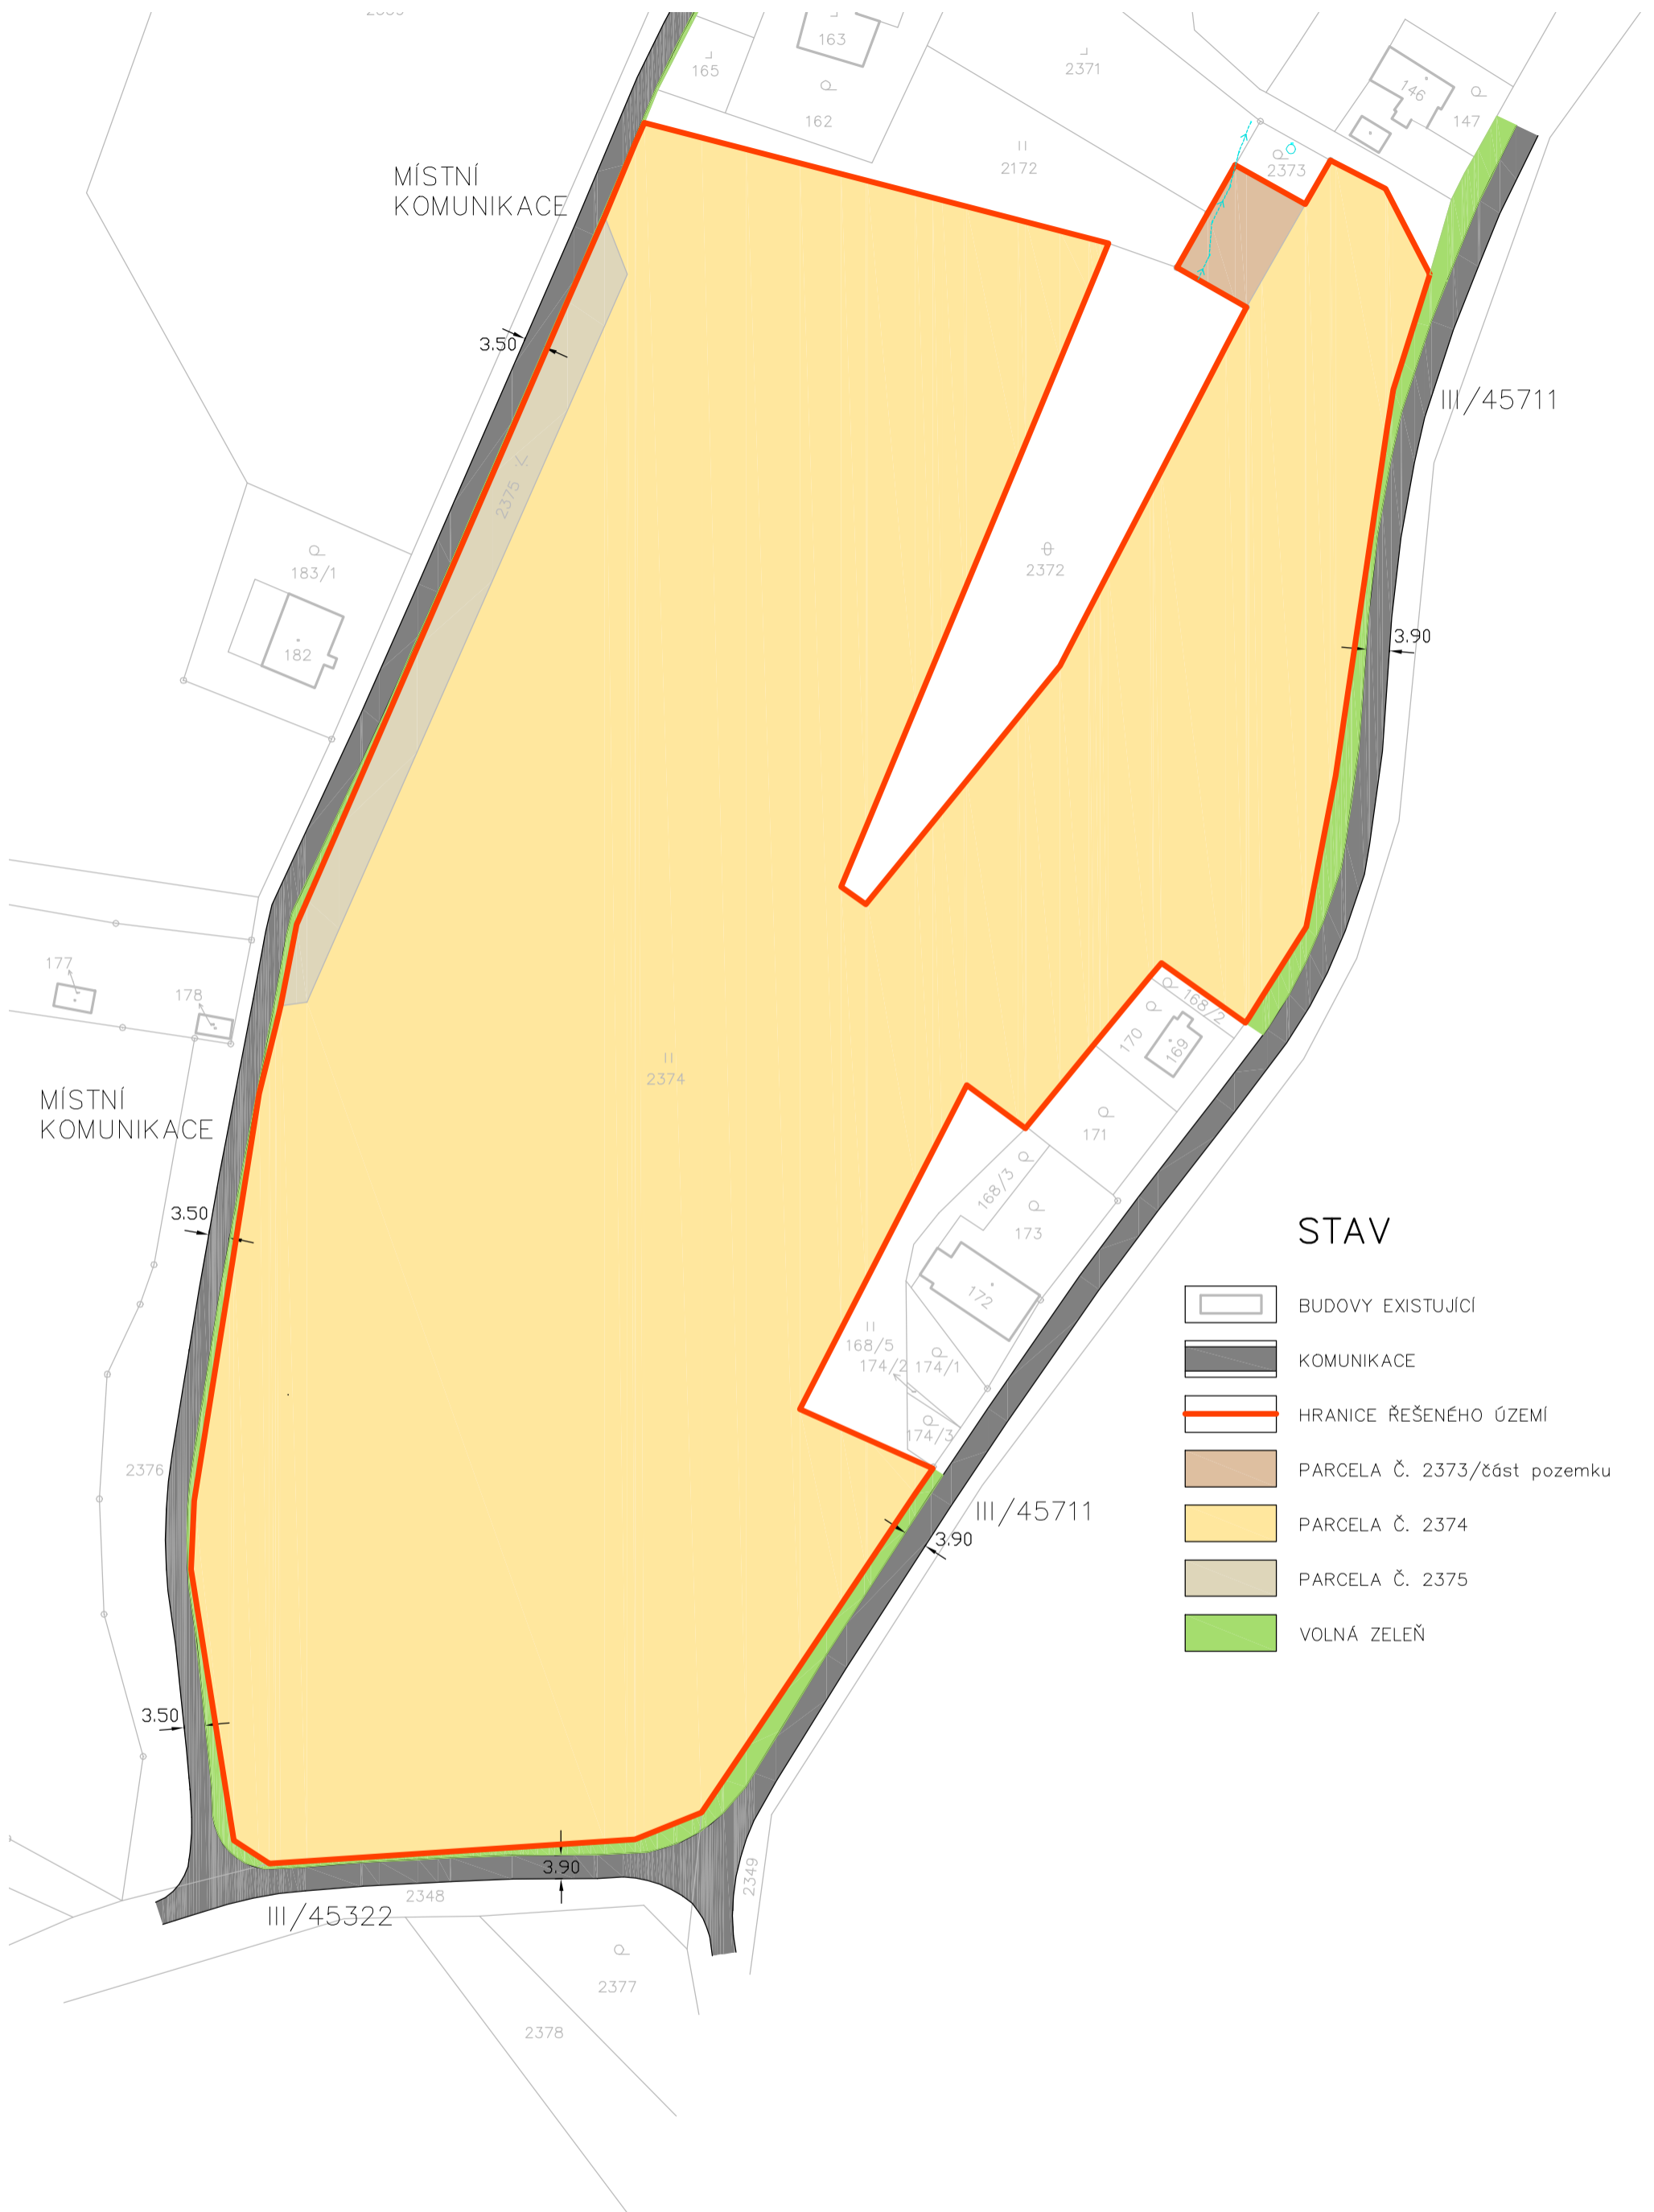 163
165
162
2371
146
147
2172
2373
MÍSTNÍ
KOMUNIKACE
3.50
III/45711
2375
183/1
2372
182
3.90
177
178
168/2
170
169
2374
MÍSTNÍ
KOMUNIKACE
171
168/3
173
3.50
172
168/5
174/2
174/1
174/3
2376
III/45711
3.90
STAV
BUDOVY EXISTUJÍCÍ
KOMUNIKACE
HRANICE ŘEŠENÉHO ÚZEMÍ
PARCELA Č. 2373/část pozemku
PARCELA Č. 2374
PARCELA Č. 2375
VOLNÁ ZELEŇ
3.50
3.90
2349
2348
III/45322
2377
2378